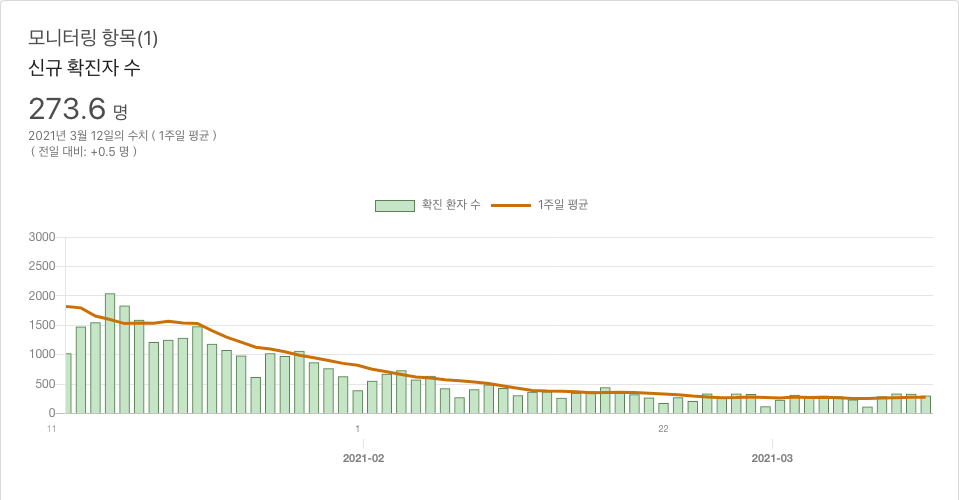 모니터링 항목(1)
신규 확진자 수
273.6 명
2021년 3월 12일의 수치 ( 1주일 평균 )
( 전일 대비: +0.5 명 )
확진 환자 수 1주일 평균
3000
2500
2000
1500
1000
500
0
11 1 22
2021-02 2021-03